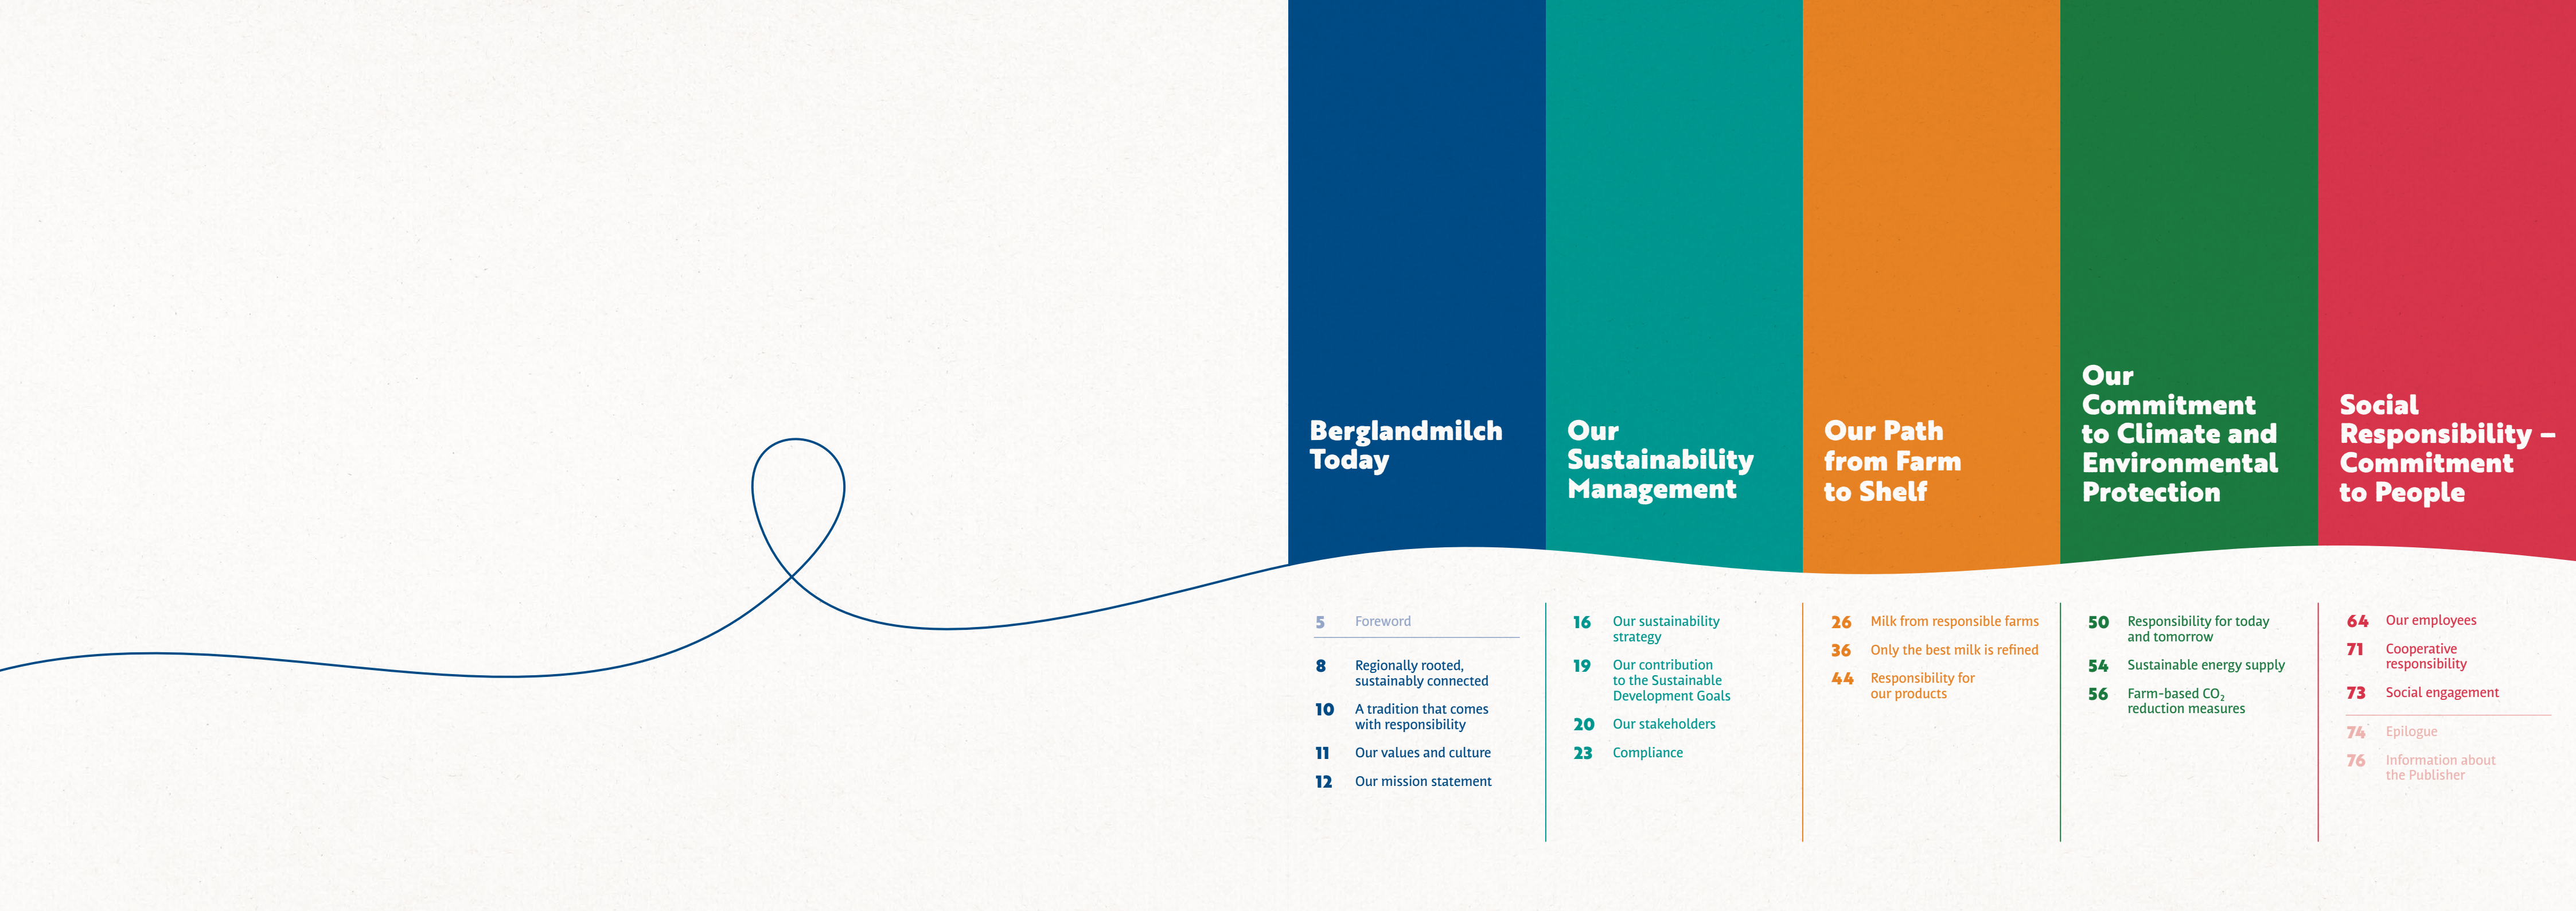 Berglandmilch
Today
5 Foreword
8 Regionally rooted,
sustainably connected
10 A tradition that comes
with responsibility
11 Our values and culture
12 Our mission statement
Our
Sustainability
Management
16 Our sustainability
strategy
19 Our contribution
to the Sustainable
Development Goals
20 Our stakeholders
23 Compliance
Our Path
from Farm
to Shelf
26 Milk from responsible farms
36 Only the best milk is refined
44 Responsibility for
our products
Our
Commitment
to Climate and
Environmental
Protection
50 Responsibility for today
and tomorrow
54 Sustainable energy supply
56 Farm-based CO₂
reduction measures
Social
Responsibility –
Commitment
to People
64 Our employees
71 Cooperative
responsibility
73 Social engagement
74 Epilogue
76 Information about
the Publisher